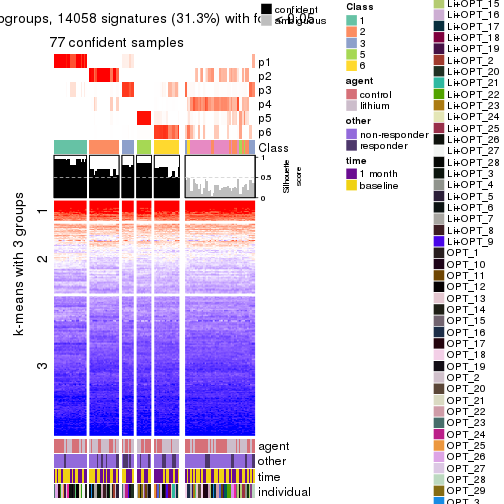 ogroups, 14058 signatures (31.3%) with fdr < 0.05
confident
ambiguous
77 confident samples
p1
p2
p3
p4
p5
p6
Class
1
0.5
0
Silhouette
score
k-means with 3 groups
1
2
3
agent
other
time
individual
Class
1
2
3
5
6
agent
control
lithium
other
non-responder
responder
time
1 month
baseline
Li+OPT_15
Li+OPT_16
Li+OPT_17
Li+OPT_18
Li+OPT_19
Li+OPT_2
Li+OPT_20
Li+OPT_21
Li+OPT_22
Li+OPT_23
Li+OPT_24
Li+OPT_25
Li+OPT_26
Li+OPT_27
Li+OPT_28
Li+OPT_3
Li+OPT_4
Li+OPT_5
Li+OPT_6
Li+OPT_7
Li+OPT_8
Li+OPT_9
OPT_1
OPT_10
OPT_11
OPT_12
OPT_13
OPT_14
OPT_15
OPT_16
OPT_17
OPT_18
OPT_19
OPT_2
OPT_20
OPT_21
OPT_22
OPT_23
OPT_24
OPT_25
OPT_26
OPT_27
OPT_28
OPT_29
OPT_3